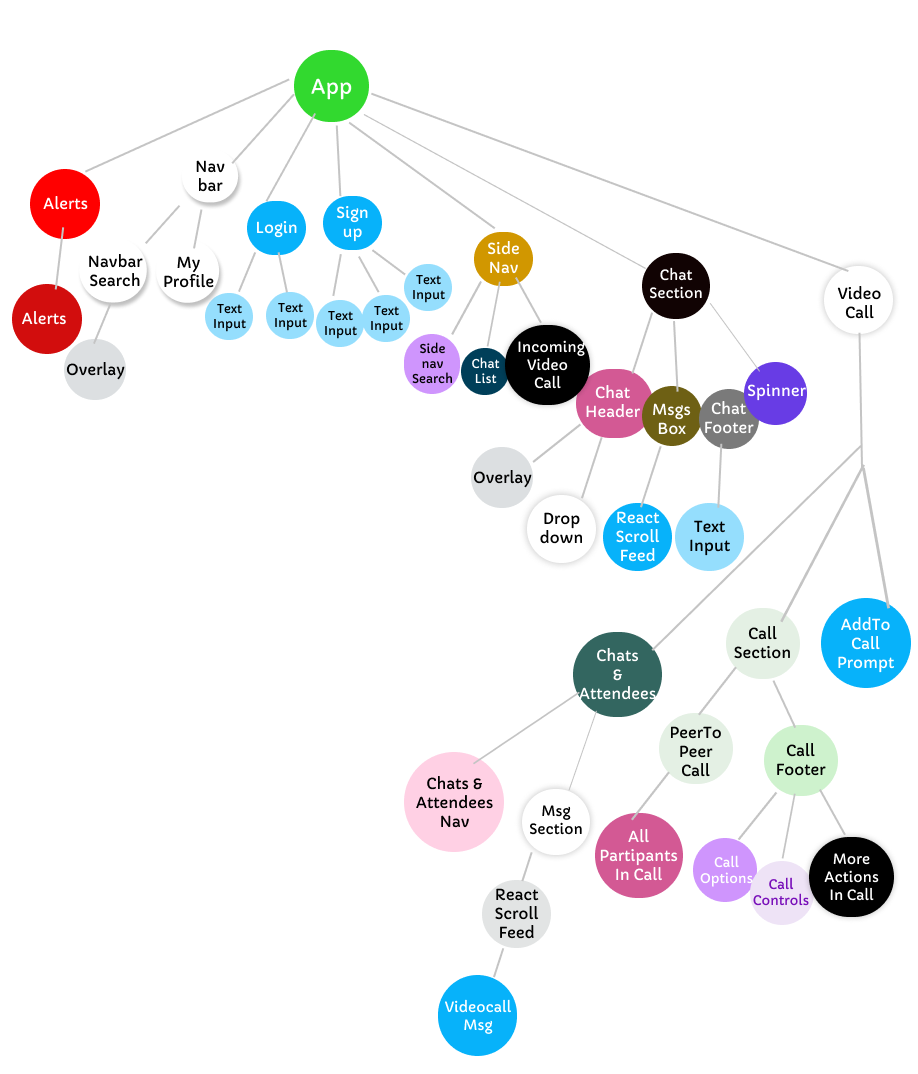 App
Nav
bar
Alerts
Login
Sign
up
Side
Nav
Chat
Section
Video
Call
Navbar
Search
My
Profile
Alerts
Text
Input
Text
Input
Text
Input
Text
Input
Text
Input
Overlay
Side
nav
Search
Chat
List
Incoming
Video
Call
Chat
Header
Msgs
Box
Chat
Footer
Spinner
Overlay
Drop
down
React
Scroll
Feed
Text
Input
Chats
&
Attendees
Call
Section
AddTo
Call
Prompt
Chats &
Attendees
Nav
Msg
Section
PeerTo
Peer
Call
Call
Footer
All
Partipants
In Call
Call
Options
Call
Controls
More
Actions
In Call
React
Scroll
Feed
Videocall
Msg